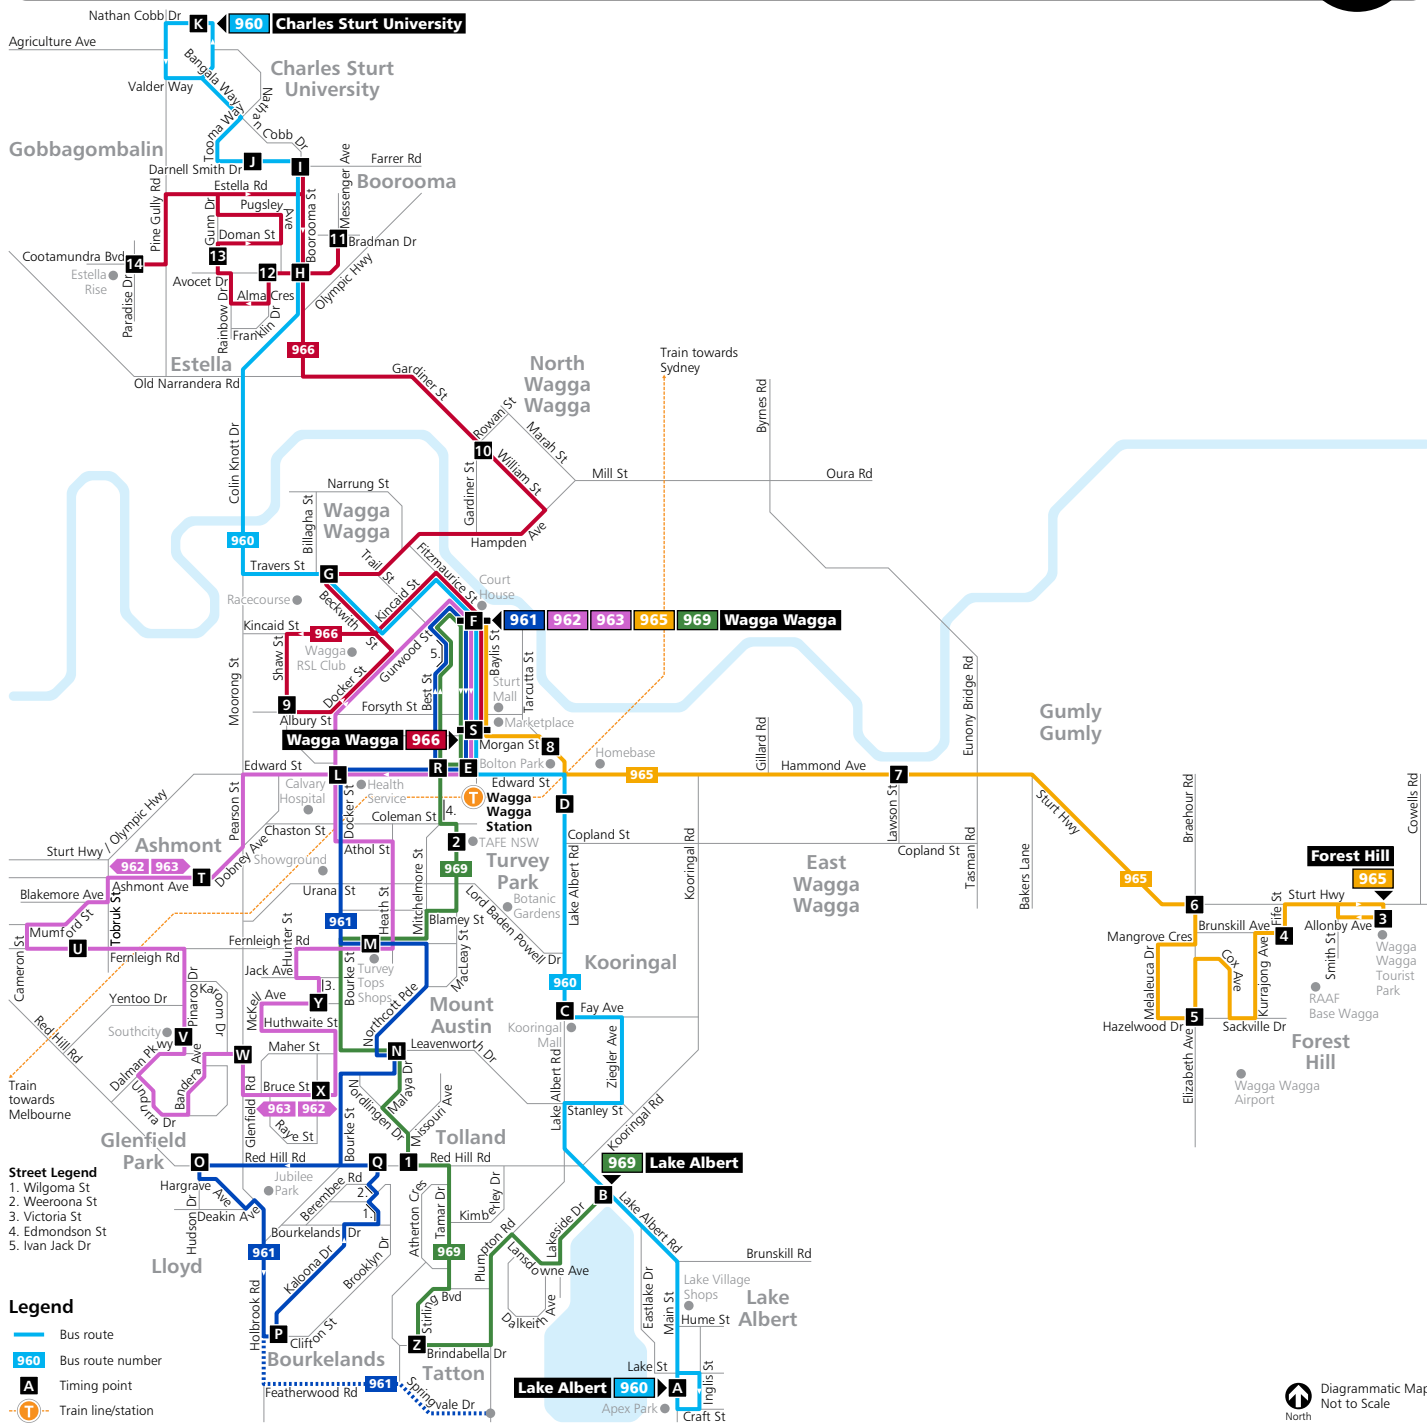 Nathan Cobb Dr
K
960
Charles Sturt University
Agriculture Ave
Bangala Way
Valder Way
Charles Sturt
University
Nathan Cobb Dr
Tooma Way
Gobbagombalin
J
I
Darnell Smith Dr
Farrer Rd
Messenger Ave
Boorooma
Estella Rd
Pine Gully Rd
Gunn Dr
Pugsley Ave
Boorooma St
Doman St
11
Bradman Dr
13
Cootamundra Bvd
14
12
H
Olympic Hwy
Estella
Rise
Avocet Dr
Alma Cres
Paradise Dr
Rainbow Dr
Franklin Dr
966
Estella
Old Narrandera Rd
Train towards
Sydney
North
Wagga
Wagga
Gardiner St
Byrnes Rd
Rowan St
Marah St
Colin Knott Dr
10
William St
Mill St
Oura Rd
Narrung St
Billagha St
Wagga
Wagga
Gardiner St
Hampden Ave
960
Travers St
G
Trail St
Fitzmaurice St
Court
House
Racecourse
Beckwith St
Kincaid St
Kincaid St
966
F
961
962
963
965
969
Wagga Wagga
Wagga
RSL Club
Gurwood St
5.
Shaw St
Docker St
Best St
Baylis St
Tarcutta St
Sturt
Mall
Moorong St
9
Albury St
Forsyth St
Marketplace
Eunony Bridge Rd
Gumly
Gumly
Wagga Wagga
966
S
Morgan St
8
Homebase
Gillard Rd
Bolton Park
Edward St
L
R
E
Edward St
965
Hammond Ave
7
Calvary
Hospital
Health
Service
T
Wagga
Wagga
Station
D
Sturt Hwy / Olympic Hwy
Pearson St
Docker St
4.
Coleman St
Chaston St
Lawson St
Sturt Hwy
Braehour Rd
Cowells Rd
Ashmont
Dobney Ave
Athol St
2
TAFE NSW
Copland St
Copland St
Sturt Hwy / Olympic Hwy
962
963
Showground
969
Turvey
Park
Lake Albert Rd
Kooringal Rd
East
Wagga
Wagga
Tasman Rd
Bakers Lane
Forest Hill
965
T
Ashmont Ave
Blakemore Ave
Urana St
Mitchelmore St
Lord Baden Powell Dr
Botanic
Gardens
965
6
Sturt Hwy
Mumford St
Tobruk St
961
Heath St
Blamey St
Fife St
3
Allonby Ave
Brunskill Ave
4
U
Fernleigh Rd
Fernleigh Rd
Hunter St
M
Mangrove Cres
Cameron St
Jack Ave
Turvey
Tops
Shops
MacLeay St
Kooringal
Melaleuca Dr
Cox Ave
Kurrajong Ave
Smith St
Wagga
Wagga
Tourist
Park
Yentoo Dr
Pinaroo Dr
Karoom Dr
McKell Ave
3.
Y
Bourke St
Northcott Pde
960
Mount
Austin
C
Fay Ave
RAAF
Base Wagga
Red Hill Rd
Southcity
V
Huthwaite St
Kooringal
Mall
Hazelwood Dr
5
Sackville Dr
Dalman Pkwy
W
Maher St
N
Leavenworth Dr
Ziegler Ave
Forest
Hill
Train
towards
Melbourne
Unpurra Dr
Bandera Ave
Bruce St
X
Malaya Dr
Lake Albert Rd
Elizabeth Ave
Wagga Wagga
Airport
963
962
Nordlingen Dr
Missouri Ave
Stanley St
Glenfield Rd
Raye St
Bourke St
Tolland
Kooringal Rd
Glenfield
Park
Street Legend
1. Wilgoma St
2. Weeroona St
3. Victoria St
4. Edmondson St
5. Ivan Jack Dr
O
Red Hill Rd
Q
1
Red Hill Rd
969
Lake Albert
Hargrave Ave
Jubilee
Park
Berembee Rd
2.
1.
B
Hudson Dr
Deakin Ave
Bourkelands Dr
Atherton Cres
Tamar Dr
Kimberley Dr
Lakeside Dr
Lake Albert Rd
Lloyd
961
Kaloona Dr
Brooklyn Dr
969
Plumpton Rd
Lansdowne Ave
Brunskill Rd
Legend
Bus route
960
Bus route number
A
Timing point
T
Train line/station
Holbrook Rd
P
Clifton St
Stirling Bvd
Dalkeith Ave
Eastlake Dr
Main St
Lake Village
Shops
Hume St
Lake
Albert
Bourkelands
Z
Brindabella Dr
Tatton
Lake St
961
Featherwood Rd
Springvale Dr
Lake Albert
960
A
Inglis St
Apex Park
Craft St
North
Diagrammatic Map
Not to Scale